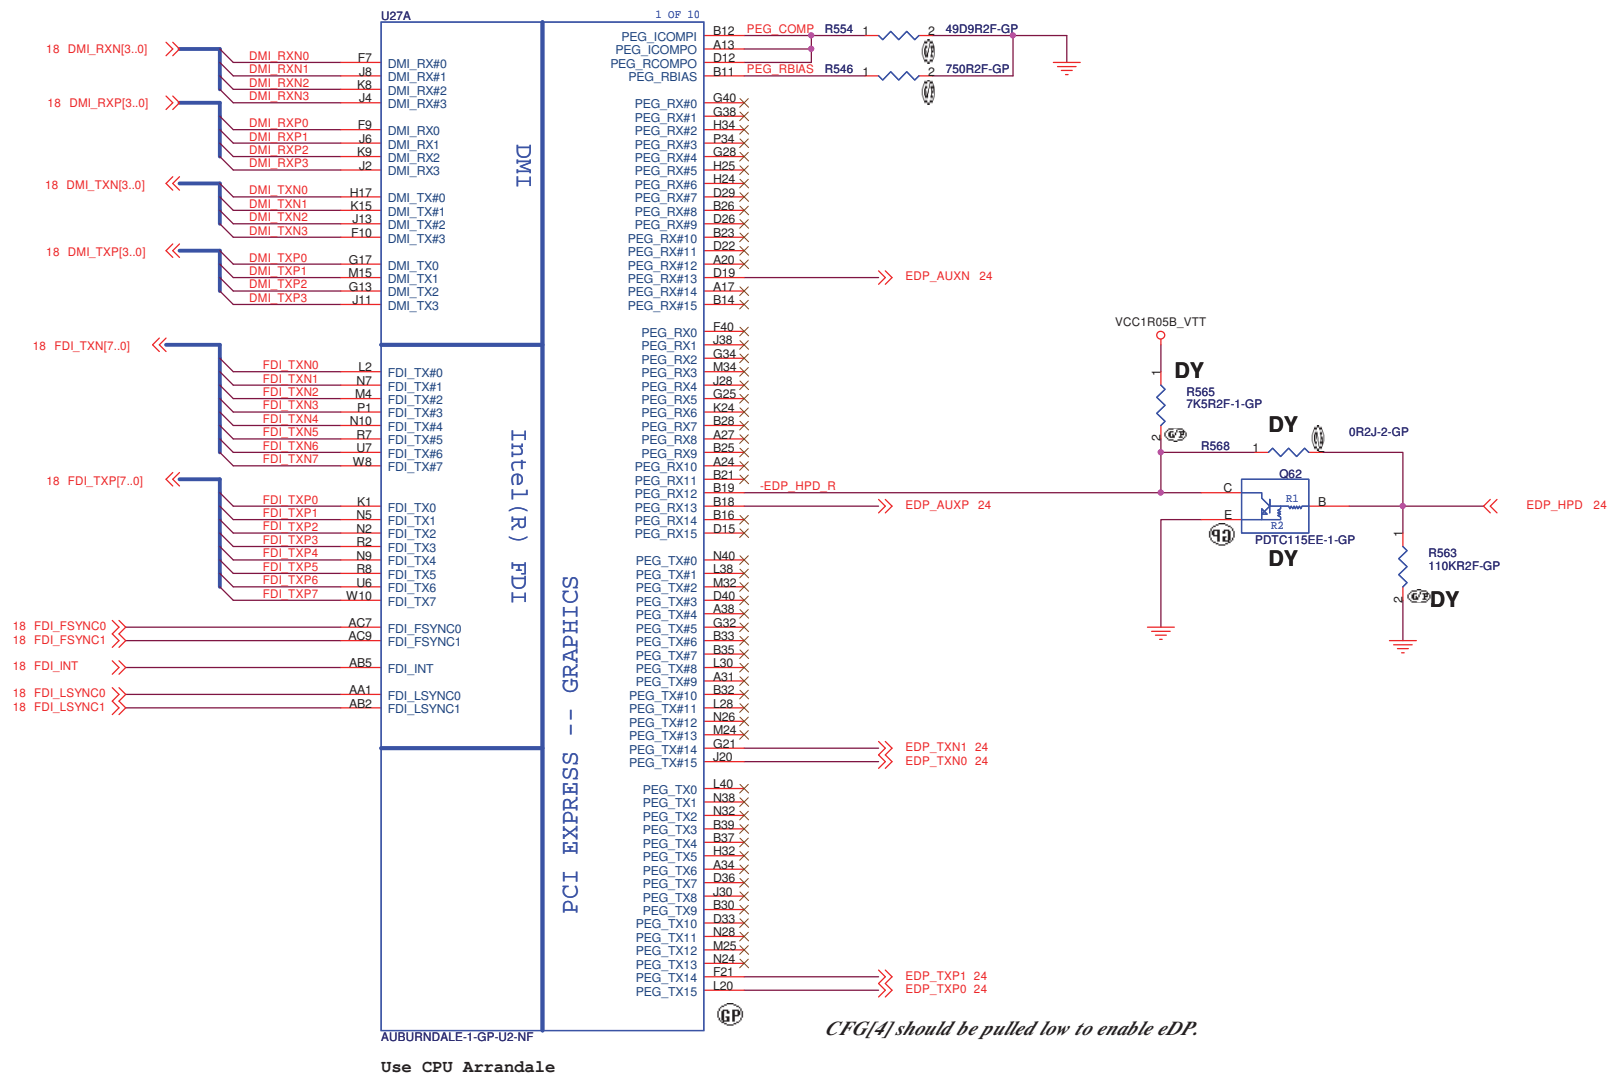 U27A
1 OF 10
18 DMI_RXN[3..0]
DMI_RXN0 F7 DMI_RX#0
DMI_RXN1 J8 DMI_RX#1
DMI_RXN2 K8 DMI_RX#2
DMI_RXN3 J4 DMI_RX#3
18 DMI_RXP[3..0]
DMI_RXP0 F9 DMI_RX0
DMI_RXP1 J6 DMI_RX1
DMI_RXP2 K9 DMI_RX2
DMI_RXP3 J2 DMI_RX3
18 DMI_TXN[3..0]
DMI_TXN0 H17 DMI_TX#0
DMI_TXN1 K15 DMI_TX#1
DMI_TXN2 J13 DMI_TX#2
DMI_TXN3 F10 DMI_TX#3
18 DMI_TXP[3..0]
DMI_TXP0 G17 DMI_TX0
DMI_TXP1 M15 DMI_TX1
DMI_TXP2 G13 DMI_TX2
DMI_TXP3 J11 DMI_TX3
DMI
18 FDI_TXN[7..0]
FDI_TXN0 L2 FDI_TX#0
FDI_TXN1 N7 FDI_TX#1
FDI_TXN2 M4 FDI_TX#2
FDI_TXN3 P1 FDI_TX#3
FDI_TXN4 N10 FDI_TX#4
FDI_TXN5 R7 FDI_TX#5
FDI_TXN6 U7 FDI_TX#6
FDI_TXN7 W8 FDI_TX#7
18 FDI_TXP[7..0]
FDI_TXP0 K1 FDI_TX0
FDI_TXP1 N5 FDI_TX1
FDI_TXP2 N2 FDI_TX2
FDI_TXP3 R2 FDI_TX3
FDI_TXP4 N9 FDI_TX4
FDI_TXP5 R8 FDI_TX5
FDI_TXP6 U6 FDI_TX6
FDI_TXP7 W10 FDI_TX7
18 FDI_FSYNC0 AC7 FDI_FSYNC0
18 FDI_FSYNC1 AC9 FDI_FSYNC1
18 FDI_INT AB5 FDI_INT
18 FDI_LSYNC0 AA1 FDI_LSYNC0
18 FDI_LSYNC1 AB2 FDI_LSYNC1
Intel(R) FDI
PCI EXPRESS -- GRAPHICS
PEG_ICOMPI B12 PEG_COMP R554 1 2 49D9R2F-GP
PEG_ICOMPO A13
PEG_RCOMPO D12
PEG_RBIAS B11 PEG_RBIAS R546 1 2 750R2F-GP
PEG_RX#0 G40
PEG_RX#1 G38
PEG_RX#2 H34
PEG_RX#3 P34
PEG_RX#4 G28
PEG_RX#5 H25
PEG_RX#6 H24
PEG_RX#7 D29
PEG_RX#8 B26
PEG_RX#9 D26
PEG_RX#10 B23
PEG_RX#11 D22
PEG_RX#12 A20
PEG_RX#13 D19 EDP_AUXN 24
PEG_RX#14 A17
PEG_RX#15 B14
PEG_RX0 F40
PEG_RX1 J38
PEG_RX2 G34
PEG_RX3 M34
PEG_RX4 J28
PEG_RX5 G25
PEG_RX6 K24
PEG_RX7 B28
PEG_RX8 A27
PEG_RX9 B25
PEG_RX10 A24
PEG_RX11 B21
PEG_RX12 B19 -EDP_HPD_R
PEG_RX13 B18 EDP_AUXP 24
PEG_RX14 B16
PEG_RX15 D15
PEG_TX#0 N40
PEG_TX#1 L38
PEG_TX#2 M32
PEG_TX#3 D40
PEG_TX#4 A38
PEG_TX#5 G32
PEG_TX#6 B33
PEG_TX#7 B35
PEG_TX#8 L30
PEG_TX#9 A31
PEG_TX#10 B32
PEG_TX#11 L28
PEG_TX#12 N26
PEG_TX#13 M24
PEG_TX#14 G21 EDP_TXN1 24
PEG_TX#15 J20 EDP_TXN0 24
PEG_TX0 L40
PEG_TX1 N38
PEG_TX2 N32
PEG_TX3 B39
PEG_TX4 B37
PEG_TX5 H32
PEG_TX6 A34
PEG_TX7 D36
PEG_TX8 J30
PEG_TX9 B30
PEG_TX10 D33
PEG_TX11 N28
PEG_TX12 M25
PEG_TX13 N24
PEG_TX14 F21 EDP_TXP1 24
PEG_TX15 L20 EDP_TXP0 24
GP
VCC1R05B_VTT
1 DY
R565
7K5R2F-1-GP
2 G/P
DY
R568 1 0R2J-2-GP
Q62
C R1 B
E R2
GP PDTC115EE-1-GP
DY
EDP_HPD 24
1
R563
110KR2F-GP
2 G/P DY
AUBURNDALE-1-GP-U2-NF
CFG[4] should be pulled low to enable eDP.
Use CPU Arrandale